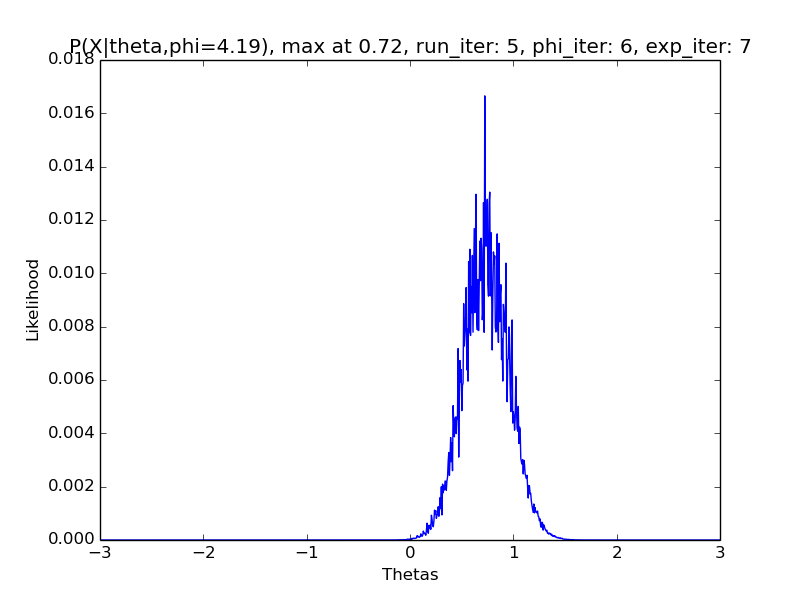 P(X|theta,phi=4.19), max at 0.72, run_iter: 5, phi_iter: 6, exp_iter: 7
0.018
0.016
0.014
0.012
0.010
0.008
0.006
0.004
0.002
0.000
Likelihood
−3 −2 −1 0 1 2 3
Thetas